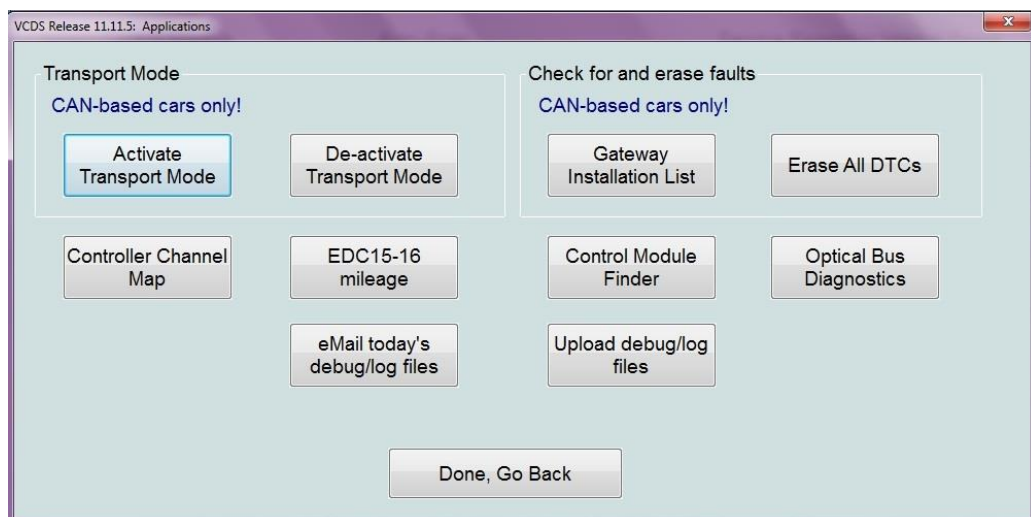 VCDS Release 11.11.5: Applications
Transport Mode
CAN-based cars only!
Activate
Transport Mode
De-activate
Transport Mode
Check for and erase faults
CAN-based cars only!
Gateway
Installation List
Erase All DTCs
Controller Channel
Map
EDC15-16
mileage
Control Module
Finder
Optical Bus
Diagnostics
eMail today's
debug/log files
Upload debug/log
files
Done, Go Back